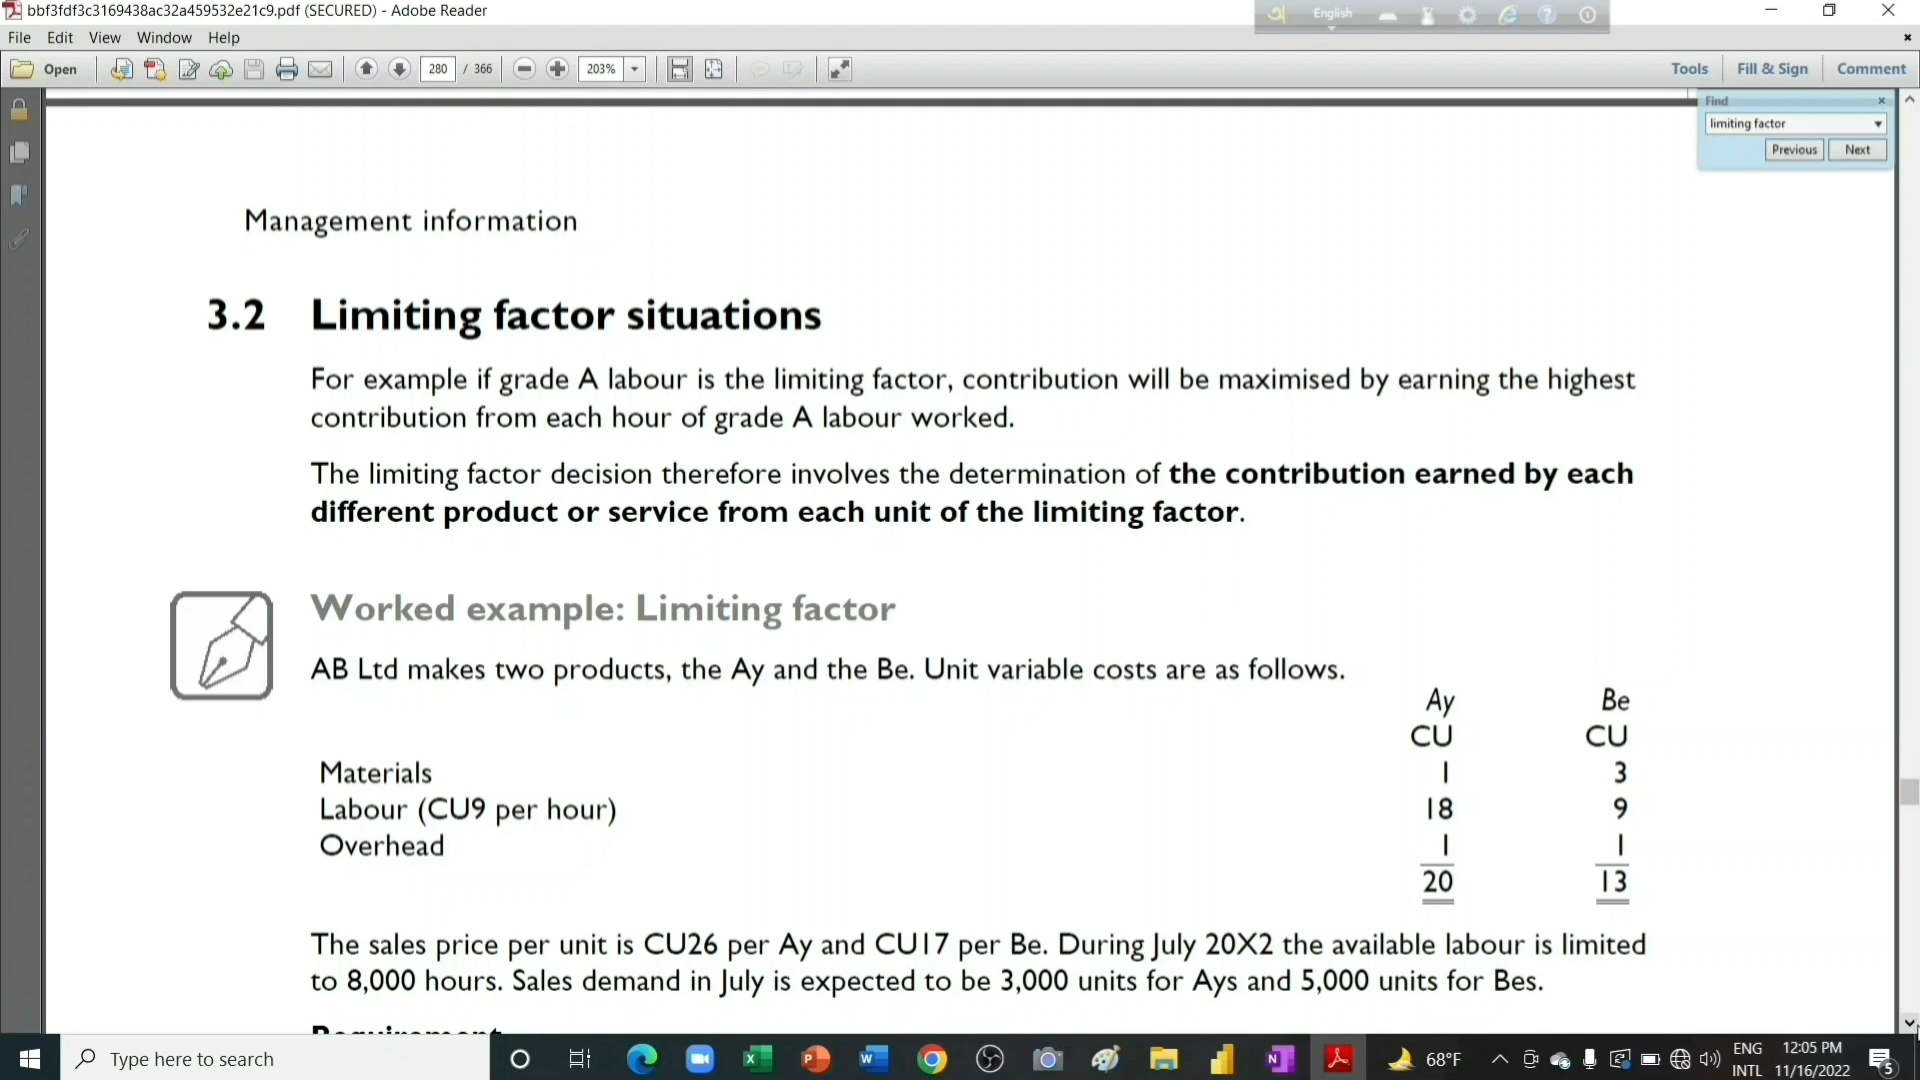 bbf3fdf3c3169438ac32a459532e21c9.pdf (SECURED) - Adobe Reader
English
File Edit View Window Help
Open 280 / 366 203% Tools Fill & Sign Comment
Find
limiting factor
Previous Next
Management information
3.2 Limiting factor situations
For example if grade A labour is the limiting factor, contribution will be maximised by earning the highest
contribution from each hour of grade A labour worked.
The limiting factor decision therefore involves the determination of the contribution earned by each
different product or service from each unit of the limiting factor.
Worked example: Limiting factor
AB Ltd makes two products, the Ay and the Be. Unit variable costs are as follows.
Ay Be
CU CU
Materials 1 3
Labour (CU9 per hour) 18 9
Overhead 1 1
20 13
The sales price per unit is CU26 per Ay and CU17 per Be. During July 20X2 the available labour is limited
to 8,000 hours. Sales demand in July is expected to be 3,000 units for Ays and 5,000 units for Bes.
Requirement
Type here to search
68°F
ENG
INTL
12:05 PM
11/16/2022
5